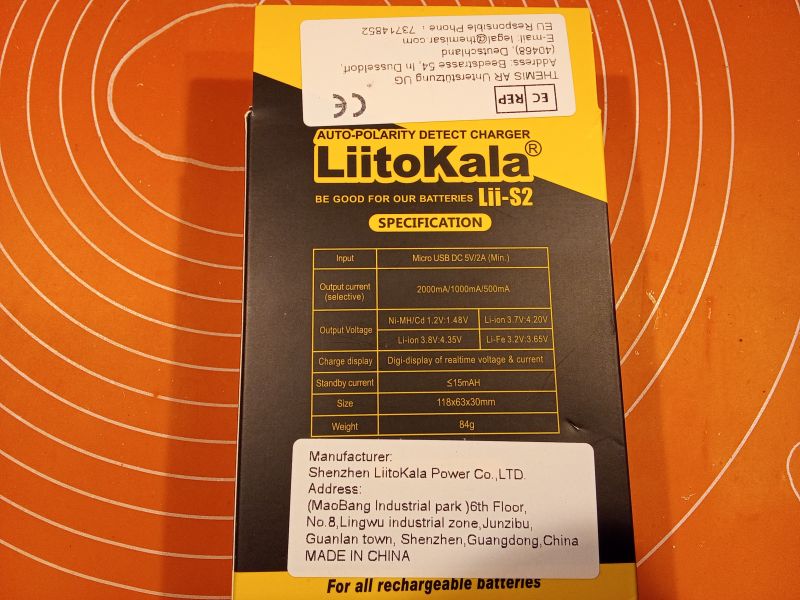 THEMIS AR Unterstützung UG
Address: Beedstrasse 54, In Dusseldorf,
(40468), Deutschland
E-mail: legal@themisar.com
EU Responsible Phone : 73714852
EC REP
CE
AUTO-POLARITY DETECT CHARGER
LiitoKala®
BE GOOD FOR OUR BATTERIES Lii-S2
SPECIFICATION
Input Micro USB DC 5V/2A (Min.)
Output current (selective) 2000mA/1000mA/500mA
Output Voltage Ni-MH/Cd 1.2V:1.48V Li-ion 3.7V:4.20V
Li-ion 3.8V:4.35V Li-Fe 3.2V:3.65V
Charge display Digi-display of realtime voltage & current
Standby current ≤15mAH
Size 118x63x30mm
Weight 84g
Manufacturer:
Shenzhen LiitoKala Power Co.,LTD.
Address:
(MaoBang Industrial park )6th Floor,
No.8,Lingwu industrial zone,Junzibu,
Guanlan town, Shenzhen,Guangdong,China
MADE IN CHINA
For all rechargeable batteries